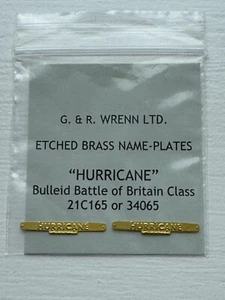 G. & R. WRENN LTD.
ETCHED BRASS NAME-PLATES
“HURRICANE”
Bulleid Battle of Britain Class
21C165 or 34065
HURRICANE HURRICANE